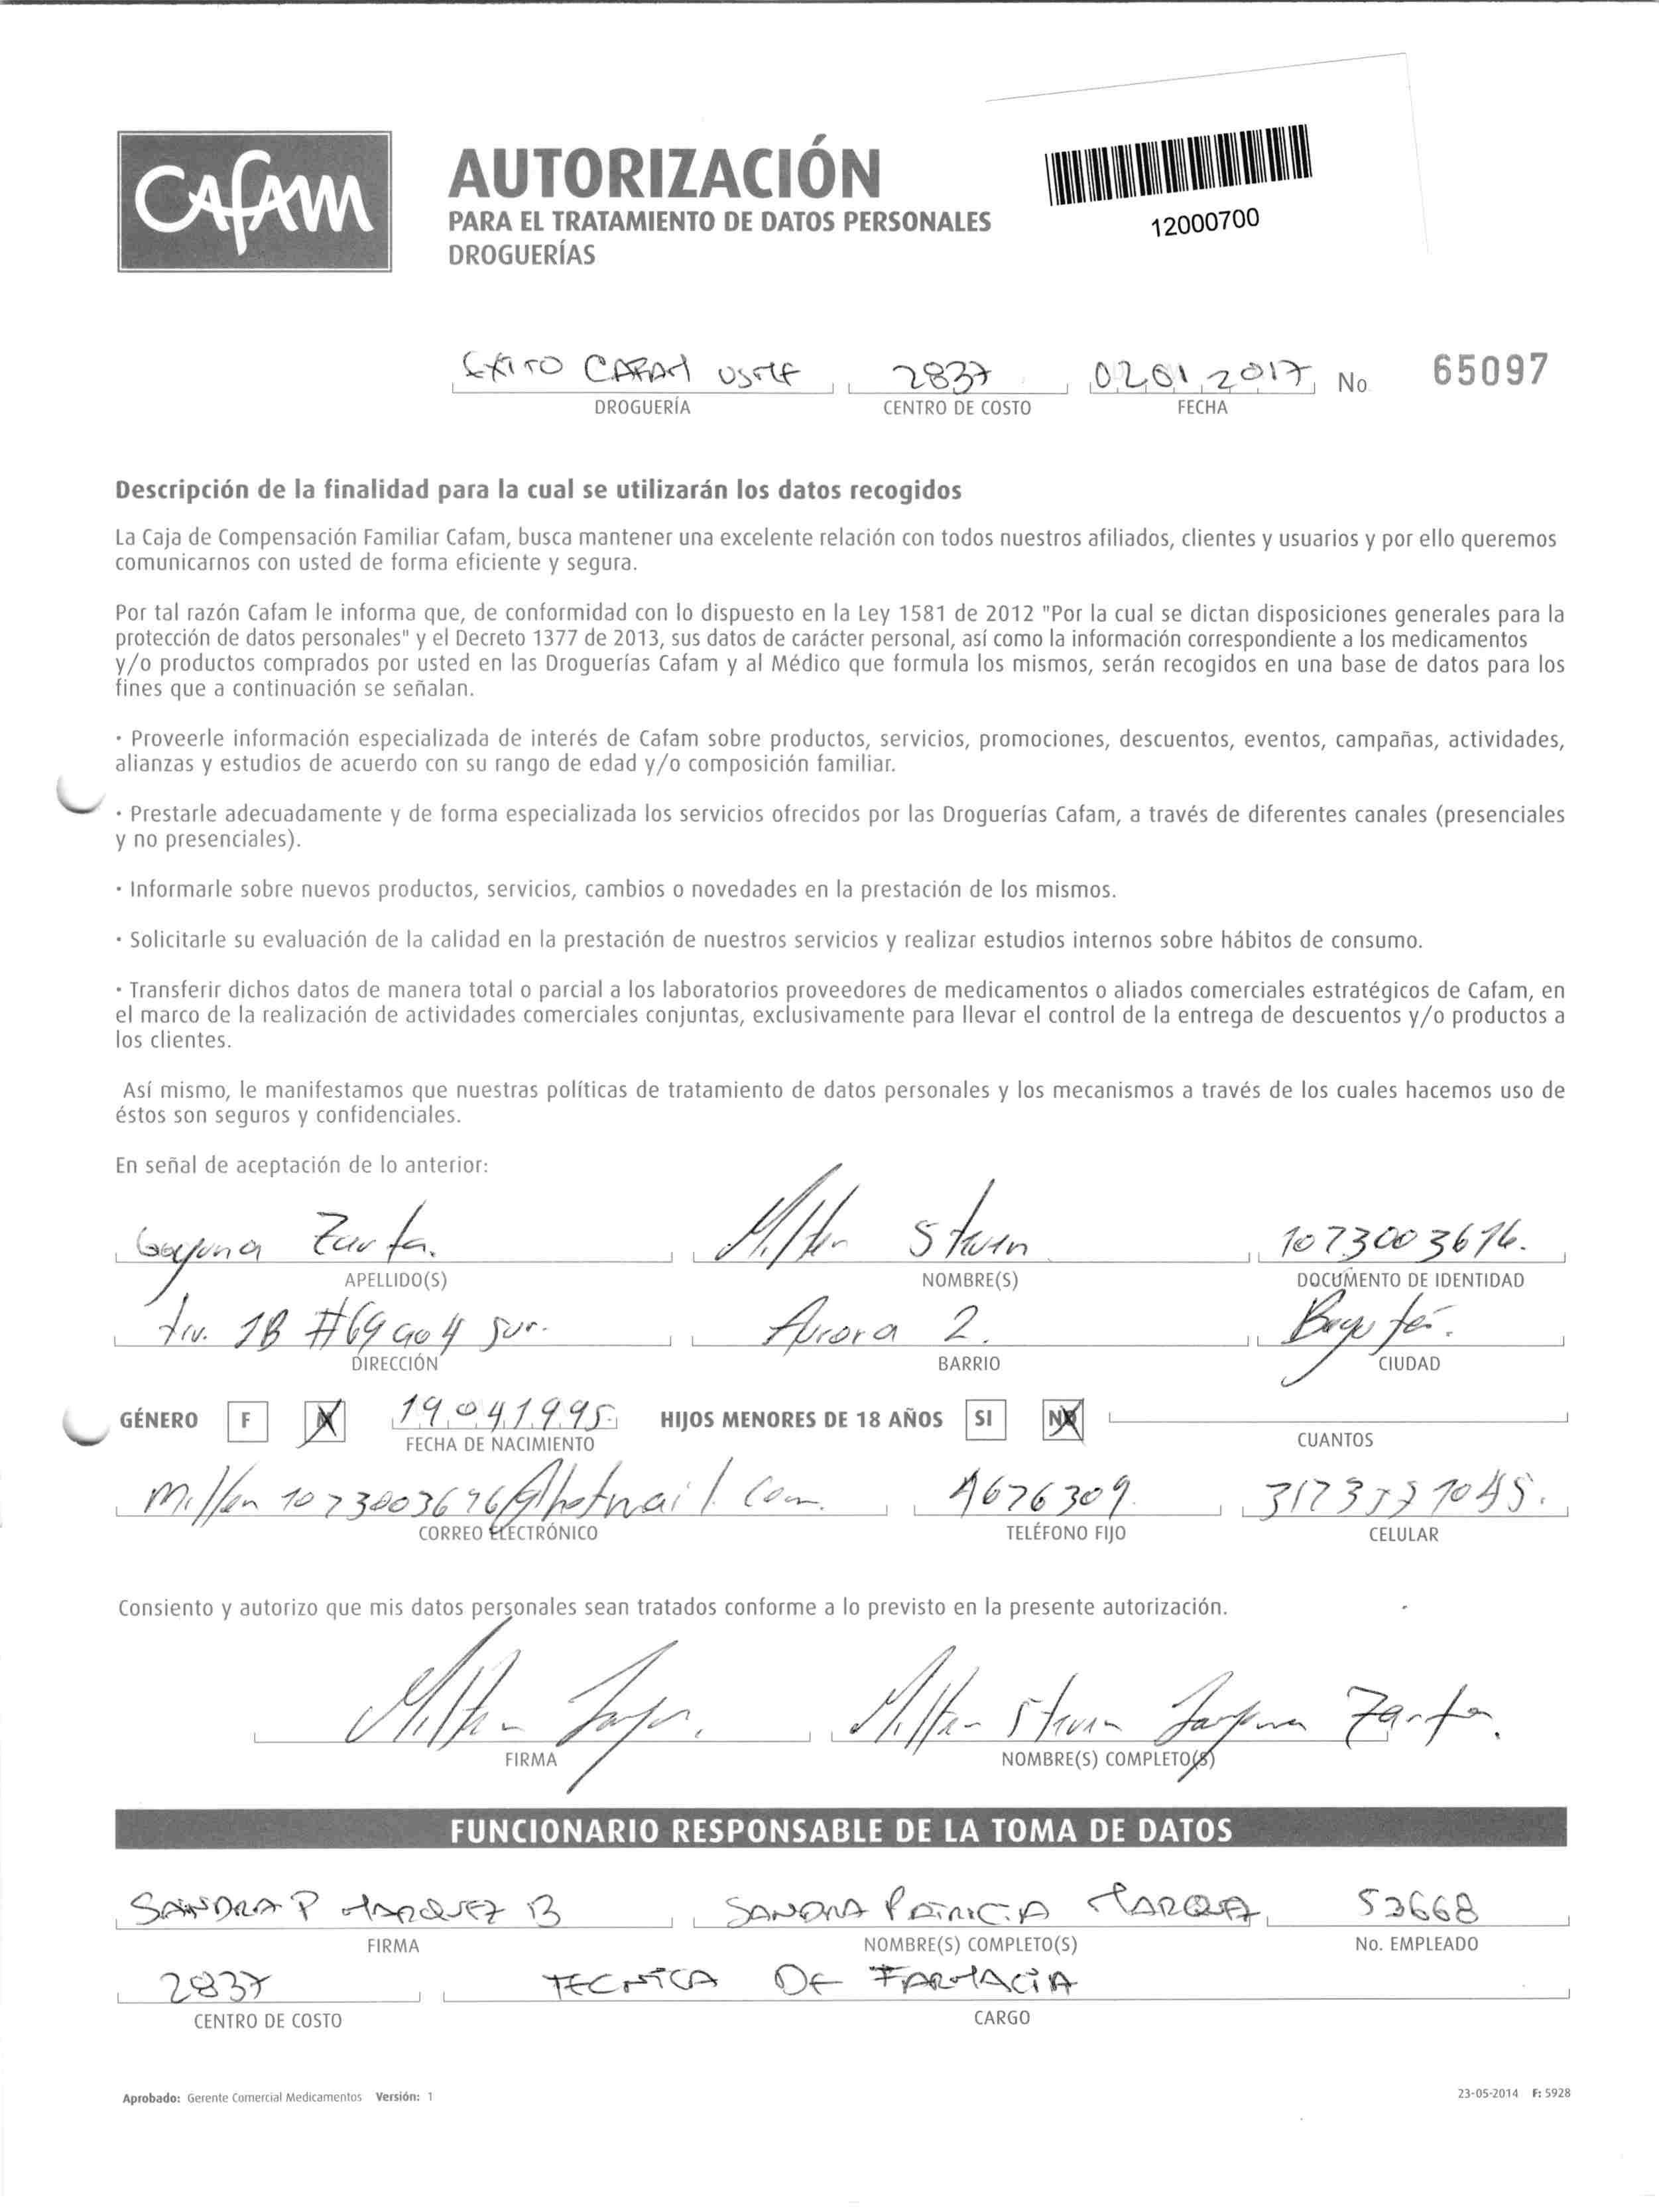 CAFAM
AUTORIZACIÓN
PARA EL TRATAMIENTO DE DATOS PERSONALES
DROGUERÍAS
12000700
EXITO CAFAM USME 2837 02 01 2017 No 65097
DROGUERÍA CENTRO DE COSTO FECHA
Descripción de la finalidad para la cual se utilizarán los datos recogidos
La Caja de Compensación Familiar Cafam, busca mantener una excelente relación con todos nuestros afiliados, clientes y usuarios y por ello queremos
comunicarnos con usted de forma eficiente y segura.
Por tal razón Cafam le informa que, de conformidad con lo dispuesto en la Ley 1581 de 2012 "Por la cual se dictan disposiciones generales para la
protección de datos personales" y el Decreto 1377 de 2013, sus datos de carácter personal, así como la información correspondiente a los medicamentos
y/o productos comprados por usted en las Droguerías Cafam y al Médico que formula los mismos, serán recogidos en una base de datos para los
fines que a continuación se señalan.
· Proveerle información especializada de interés de Cafam sobre productos, servicios, promociones, descuentos, eventos, campañas, actividades,
alianzas y estudios de acuerdo con su rango de edad y/o composición familiar.
· Prestarle adecuadamente y de forma especializada los servicios ofrecidos por las Droguerías Cafam, a través de diferentes canales (presenciales
y no presenciales).
· Informarle sobre nuevos productos, servicios, cambios o novedades en la prestación de los mismos.
· Solicitarle su evaluación de la calidad en la prestación de nuestros servicios y realizar estudios internos sobre hábitos de consumo.
· Transferir dichos datos de manera total o parcial a los laboratorios proveedores de medicamentos o aliados comerciales estratégicos de Cafam, en
el marco de la realización de actividades comerciales conjuntas, exclusivamente para llevar el control de la entrega de descuentos y/o productos a
los clientes.
Así mismo, le manifestamos que nuestras políticas de tratamiento de datos personales y los mecanismos a través de los cuales hacemos uso de
éstos son seguros y confidenciales.
En señal de aceptación de lo anterior:
Zarta. Stevin
APELLIDO(S) NOMBRE(S) DOCUMENTO DE IDENTIDAD
trv. 1B #69 sur. Aurora 2. Bogotá.
DIRECCIÓN BARRIO CIUDAD
GÉNERO F M 19 04 1995 HIJOS MENORES DE 18 AÑOS SI NO
FECHA DE NACIMIENTO CUANTOS
4676309.
CORREO ELECTRÓNICO TELÉFONO FIJO CELULAR
Consiento y autorizo que mis datos personales sean tratados conforme a lo previsto en la presente autorización.
Stevin Zarta.
FIRMA NOMBRE(S) COMPLETO(S)
FUNCIONARIO RESPONSABLE DE LA TOMA DE DATOS
SANDRA P MARQUEZ B SANDRA PATRICIA MARQUEZ 53668
FIRMA NOMBRE(S) COMPLETO(S) No. EMPLEADO
2837 TECNICA DE FARMACIA
CENTRO DE COSTO CARGO
Aprobado: Gerente Comercial Medicamentos Versión: 1 23-05-2014 F: 5928